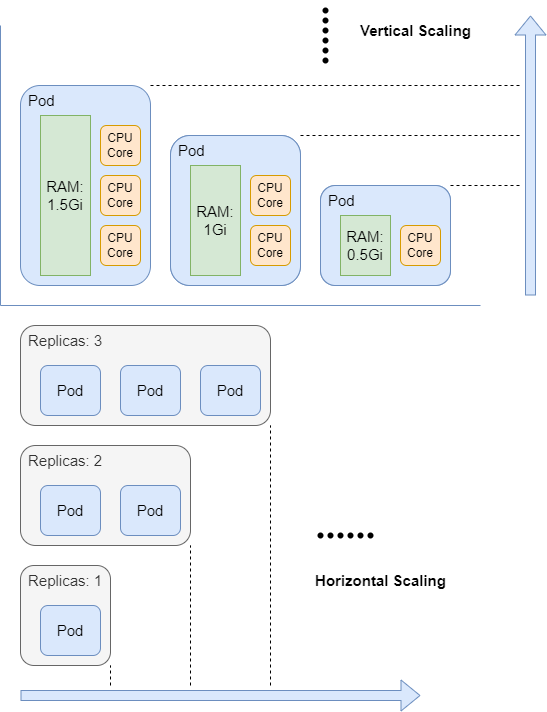 Vertical Scaling
Pod
RAM:
1.5Gi
CPU
Core
CPU
Core
CPU
Core
Pod
RAM:
1Gi
CPU
Core
CPU
Core
Pod
RAM:
0.5Gi
CPU
Core
Replicas: 3
Pod
Pod
Pod
Replicas: 2
Pod
Pod
Replicas: 1
Pod
Horizontal Scaling